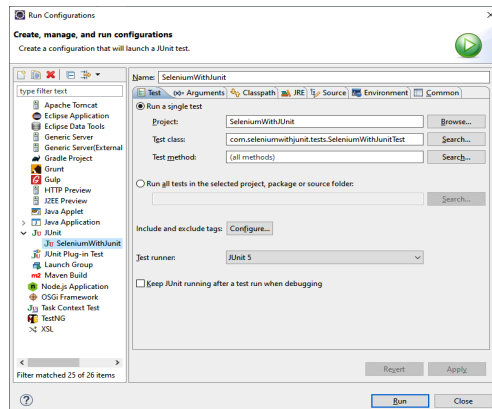 Run Configurations
Create, manage, and run configurations
Create a configuration that will launch a JUnit test.
type filter text
Apache Tomcat
Eclipse Application
Eclipse Data Tools
Generic Server
Generic Server(External
Gradle Project
Grunt
Gulp
HTTP Preview
J2EE Preview
Java Applet
Java Application
JUnit
SeleniumWithJunit
JUnit Plug-in Test
Launch Group
Maven Build
Node.js Application
OSGi Framework
Task Context Test
TestNG
XSL
Filter matched 25 of 26 items
Name: SeleniumWithJunit
Test Arguments Classpath JRE Source Environment Common
Run a single test
Project: SeleniumWithJUnit Browse...
Test class: com.seleniumwithjunit.tests.SeleniumWithJunitTest Search...
Test method: (all methods) Search...
Run all tests in the selected project, package or source folder:
Search...
Include and exclude tags: Configure...
Test runner: JUnit 5
Keep JUnit running after a test run when debugging
Revert Apply
Run Close